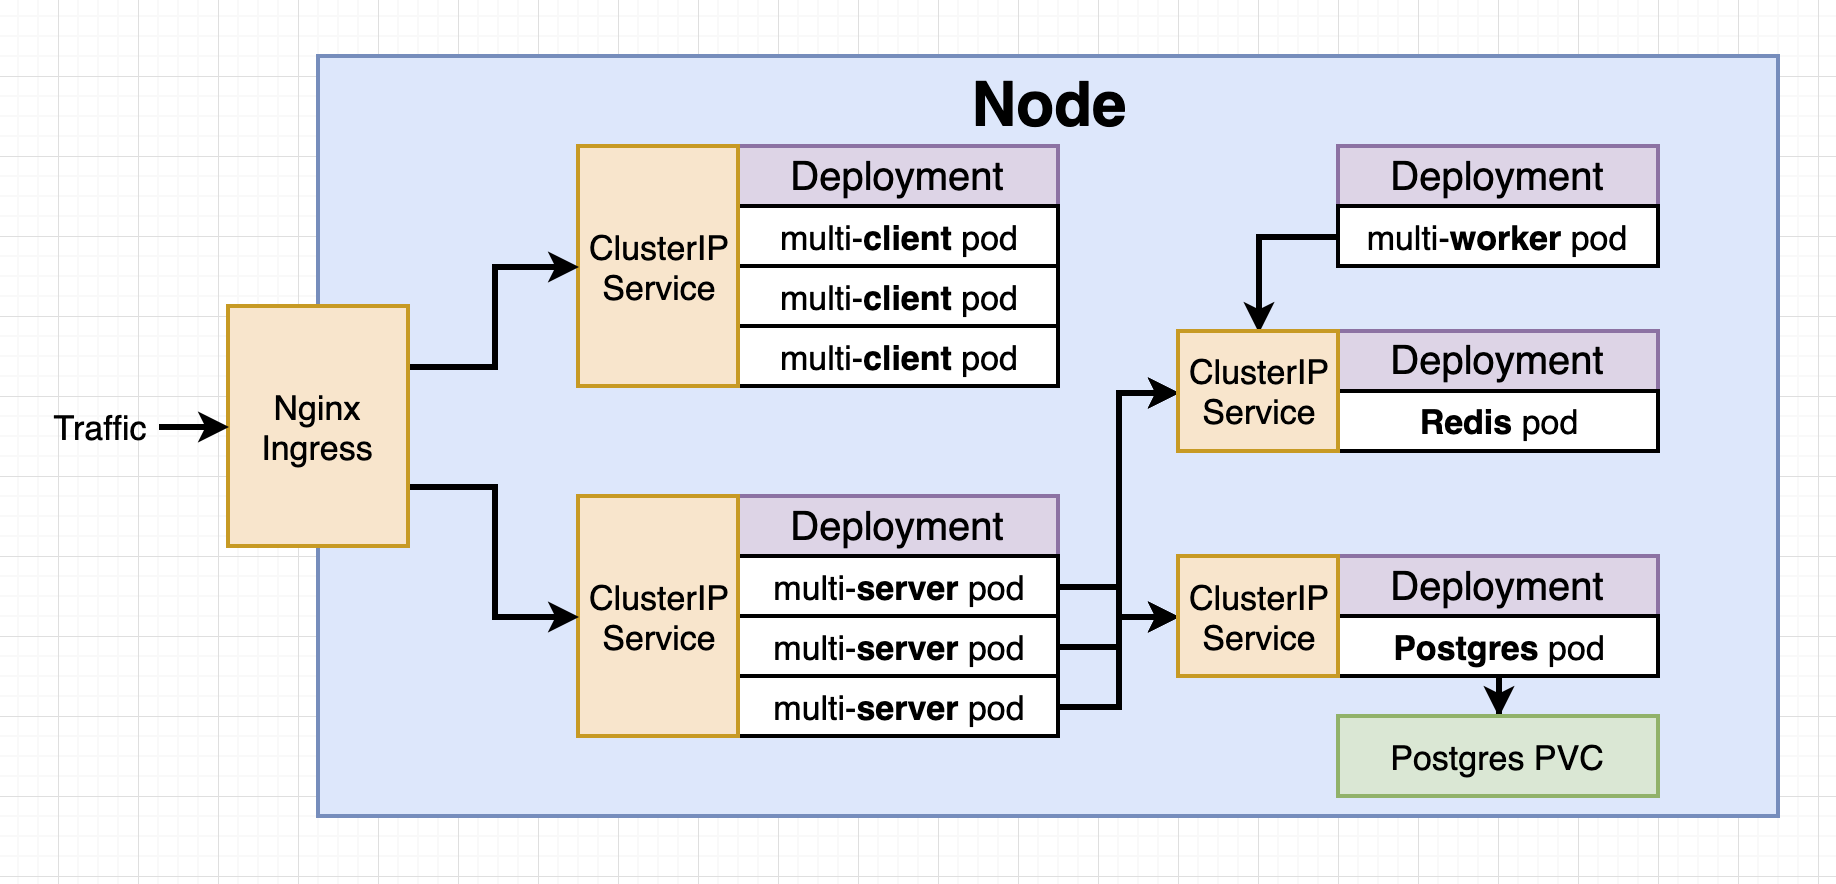 Node
Traffic
Nginx
Ingress
ClusterIP
Service
Deployment
multi-client pod
multi-client pod
multi-client pod
ClusterIP
Service
Deployment
multi-server pod
multi-server pod
multi-server pod
Deployment
multi-worker pod
ClusterIP
Service
Deployment
Redis pod
ClusterIP
Service
Deployment
Postgres pod
Postgres PVC